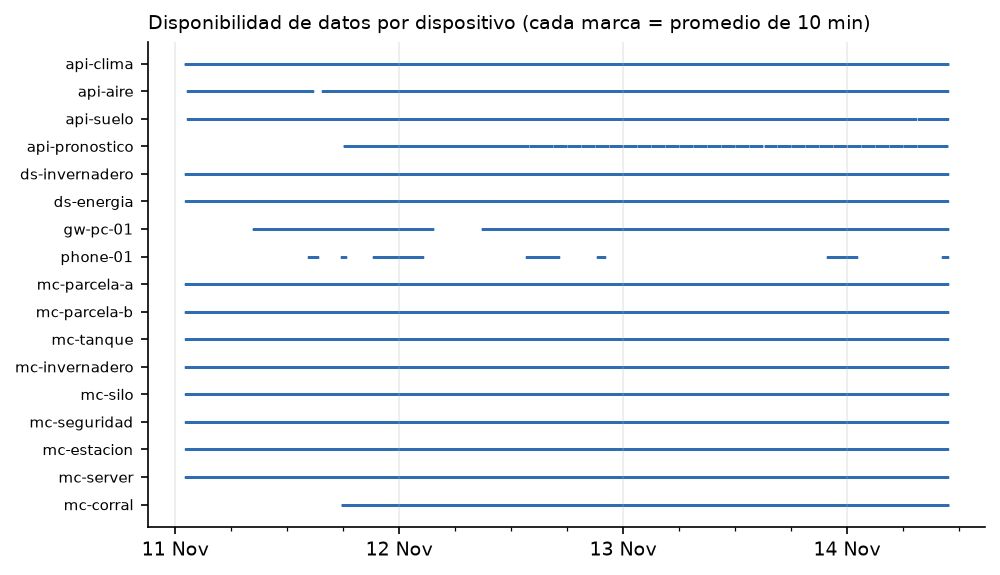 Disponibilidad de datos por dispositivo (cada marca = promedio de 10 min)
api-clima
api-aire
api-suelo
api-pronostico
ds-invernadero
ds-energia
gw-pc-01
phone-01
mc-parcela-a
mc-parcela-b
mc-tanque
mc-invernadero
mc-silo
mc-seguridad
mc-estacion
mc-server
mc-corral
11 Nov 12 Nov 13 Nov 14 Nov